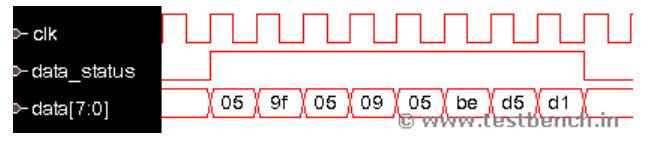 clk
data_status
data[7:0]
05 9f 05 09 05 be d5 d1
© www.testbench.in